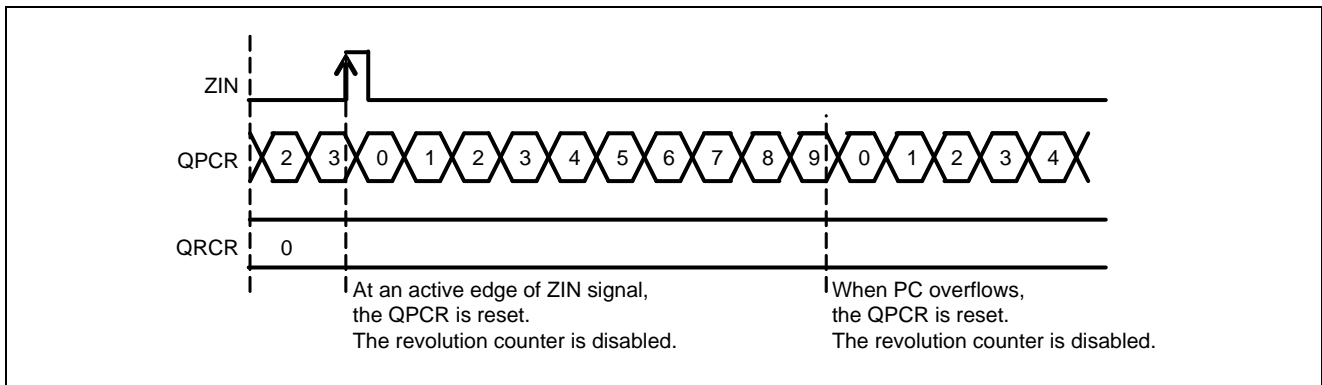 ZIN
QPCR 2 3 0 1 2 3 4 5 6 7 8 9 0 1 2 3 4
QRCR 0
At an active edge of ZIN signal,
the QPCR is reset.
The revolution counter is disabled.
When PC overflows,
the QPCR is reset.
The revolution counter is disabled.